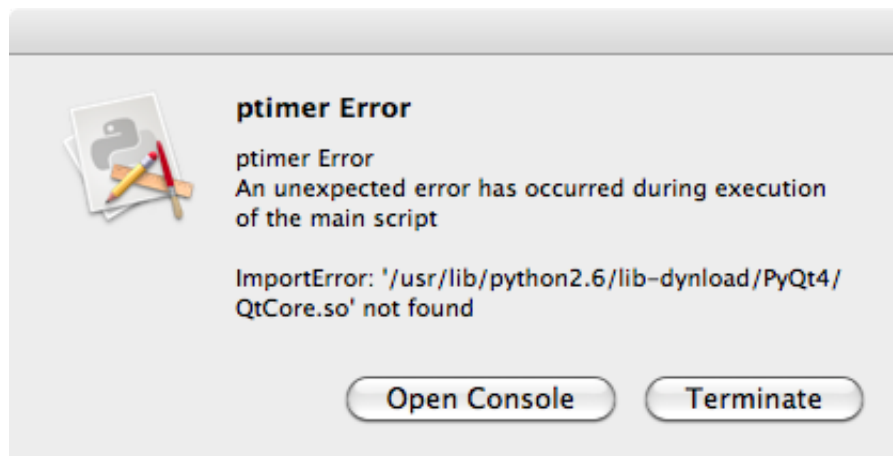 ptimer Error
ptimer Error
An unexpected error has occurred during execution
of the main script
ImportError: '/usr/lib/python2.6/lib-dynload/PyQt4/
QtCore.so' not found
Open Console
Terminate